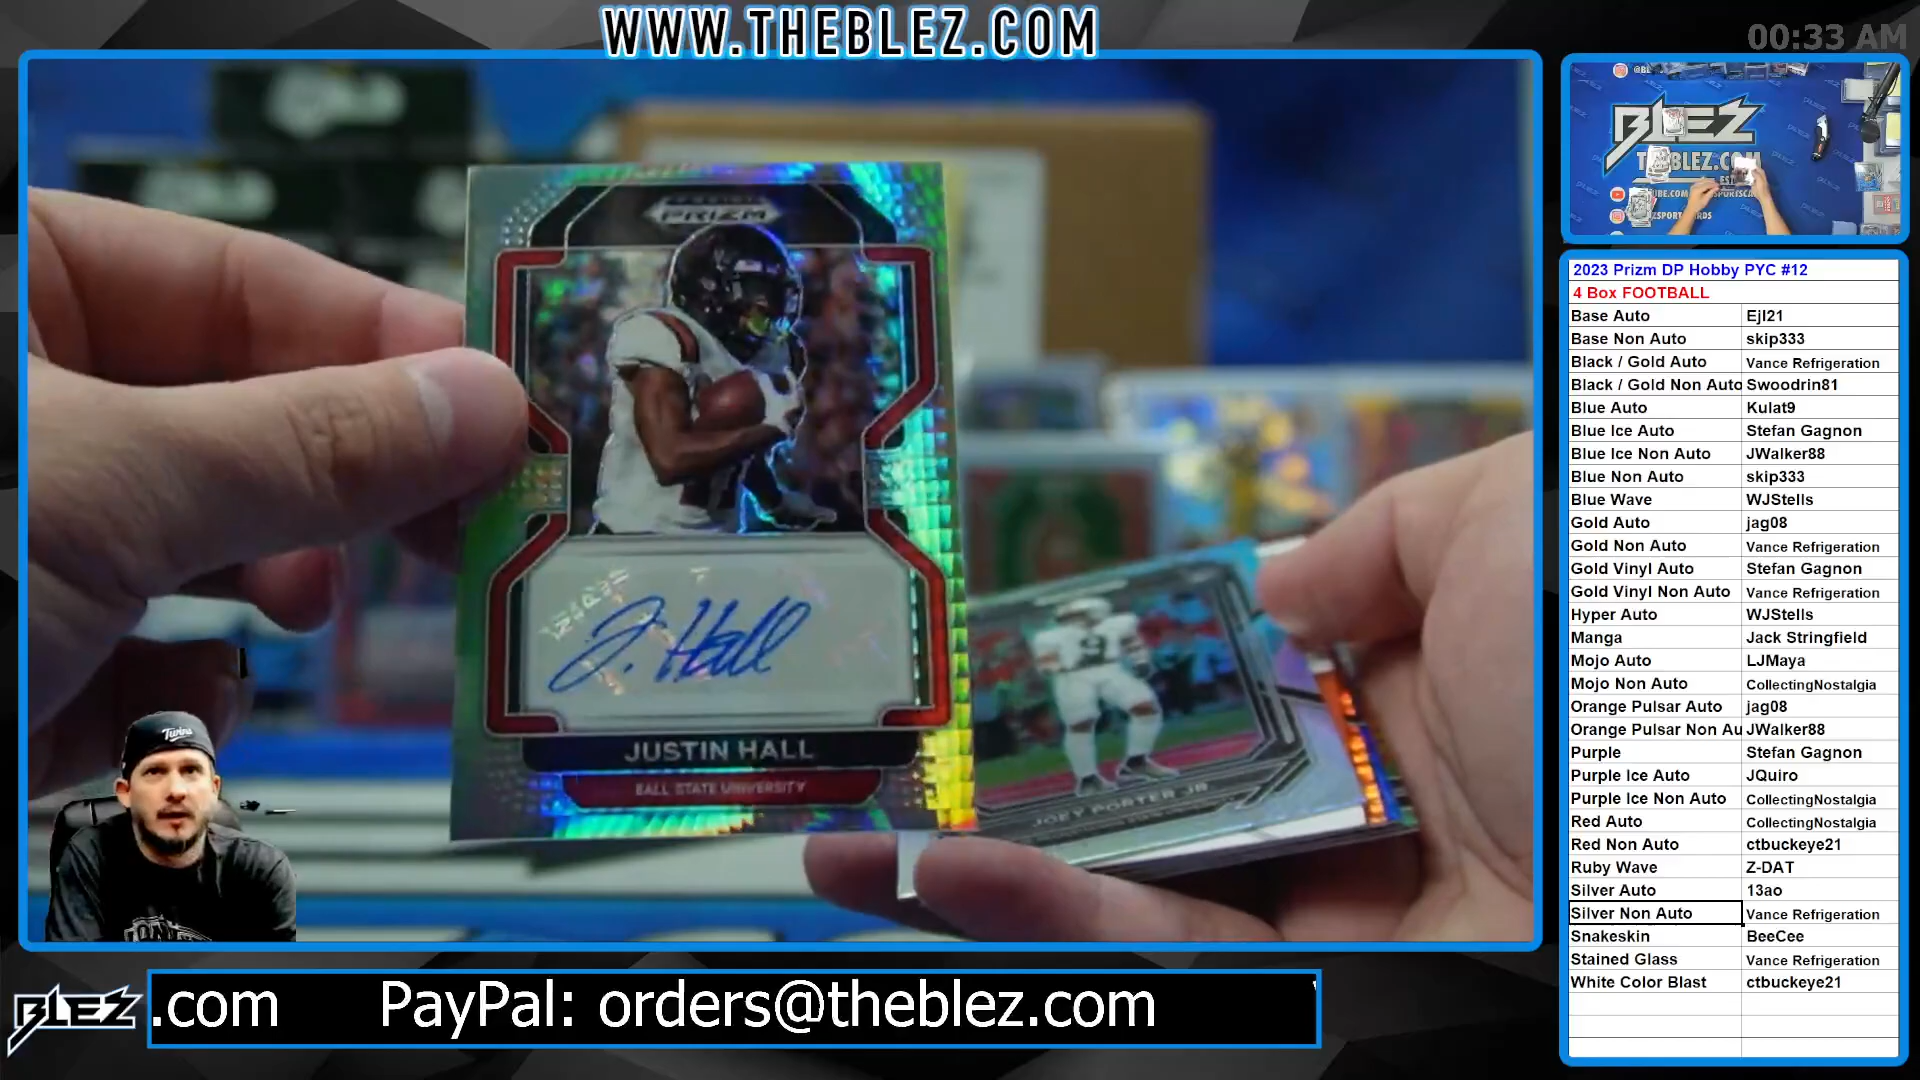 WWW.THEBLEZ.COM
00:33 AM
PRIZM
J. Hall
JUSTIN HALL
BALL STATE UNIVERSITY
JOEY PORTER JR
Twins
BLEZ
THEBLEZ.COM
2023 Prizm DP Hobby PYC #12
4 Box FOOTBALL
Base Auto Ejl21
Base Non Auto skip333
Black / Gold Auto Vance Refrigeration
Black / Gold Non Auto Swoodrin81
Blue Auto Kulat9
Blue Ice Auto Stefan Gagnon
Blue Ice Non Auto JWalker88
Blue Non Auto skip333
Blue Wave WJStells
Gold Auto jag08
Gold Non Auto Vance Refrigeration
Gold Vinyl Auto Stefan Gagnon
Gold Vinyl Non Auto Vance Refrigeration
Hyper Auto WJStells
Manga Jack Stringfield
Mojo Auto LJMaya
Mojo Non Auto CollectingNostalgia
Orange Pulsar Auto jag08
Orange Pulsar Non Au JWalker88
Purple Stefan Gagnon
Purple Ice Auto JQuiro
Purple Ice Non Auto CollectingNostalgia
Red Auto CollectingNostalgia
Red Non Auto ctbuckeye21
Ruby Wave Z-DAT
Silver Auto 13ao
Silver Non Auto Vance Refrigeration
Snakeskin BeeCee
Stained Glass Vance Refrigeration
White Color Blast ctbuckeye21
BLEZ
.com PayPal: orders@theblez.com